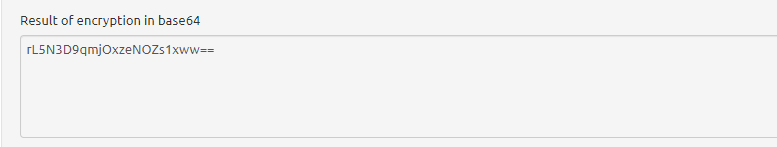 Result of encryption in base64
rL5N3D9qmjOxzeNOZs1xww==